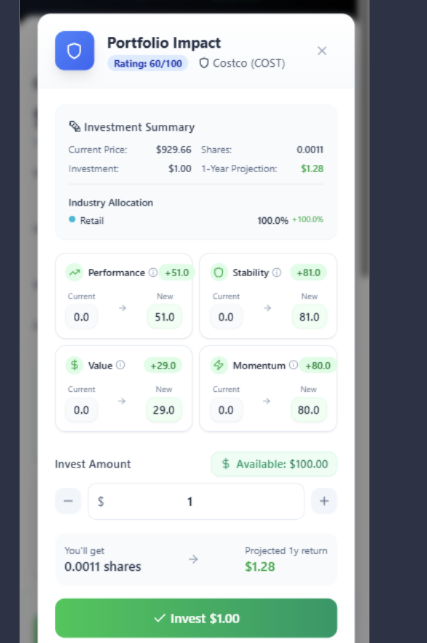 Portfolio Impact
Rating: 60/100 Costco (COST)
Investment Summary
Current Price: $929.66 Shares: 0.0011
Investment: $1.00 1-Year Projection: $1.28
Industry Allocation
Retail 100.0% +100.0%
Performance +51.0 Stability +81.0
Current New Current New
0.0 51.0 0.0 81.0
Value +29.0 Momentum +80.0
Current New Current New
0.0 29.0 0.0 80.0
Invest Amount $ Available: $100.00
$ 1
You'll get Projected 1y return
0.0011 shares $1.28
Invest $1.00